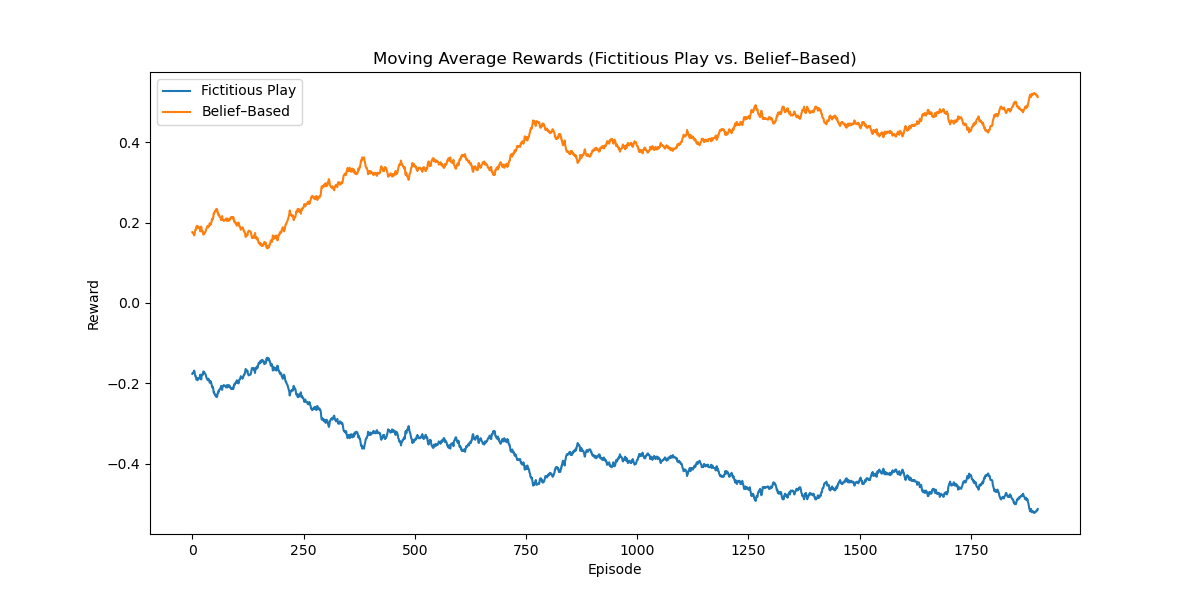 Moving Average Rewards (Fictitious Play vs. Belief–Based)
Fictitious Play
Belief–Based
0.4
0.2
0.0
−0.2
−0.4
Reward
0 250 500 750 1000 1250 1500 1750
Episode